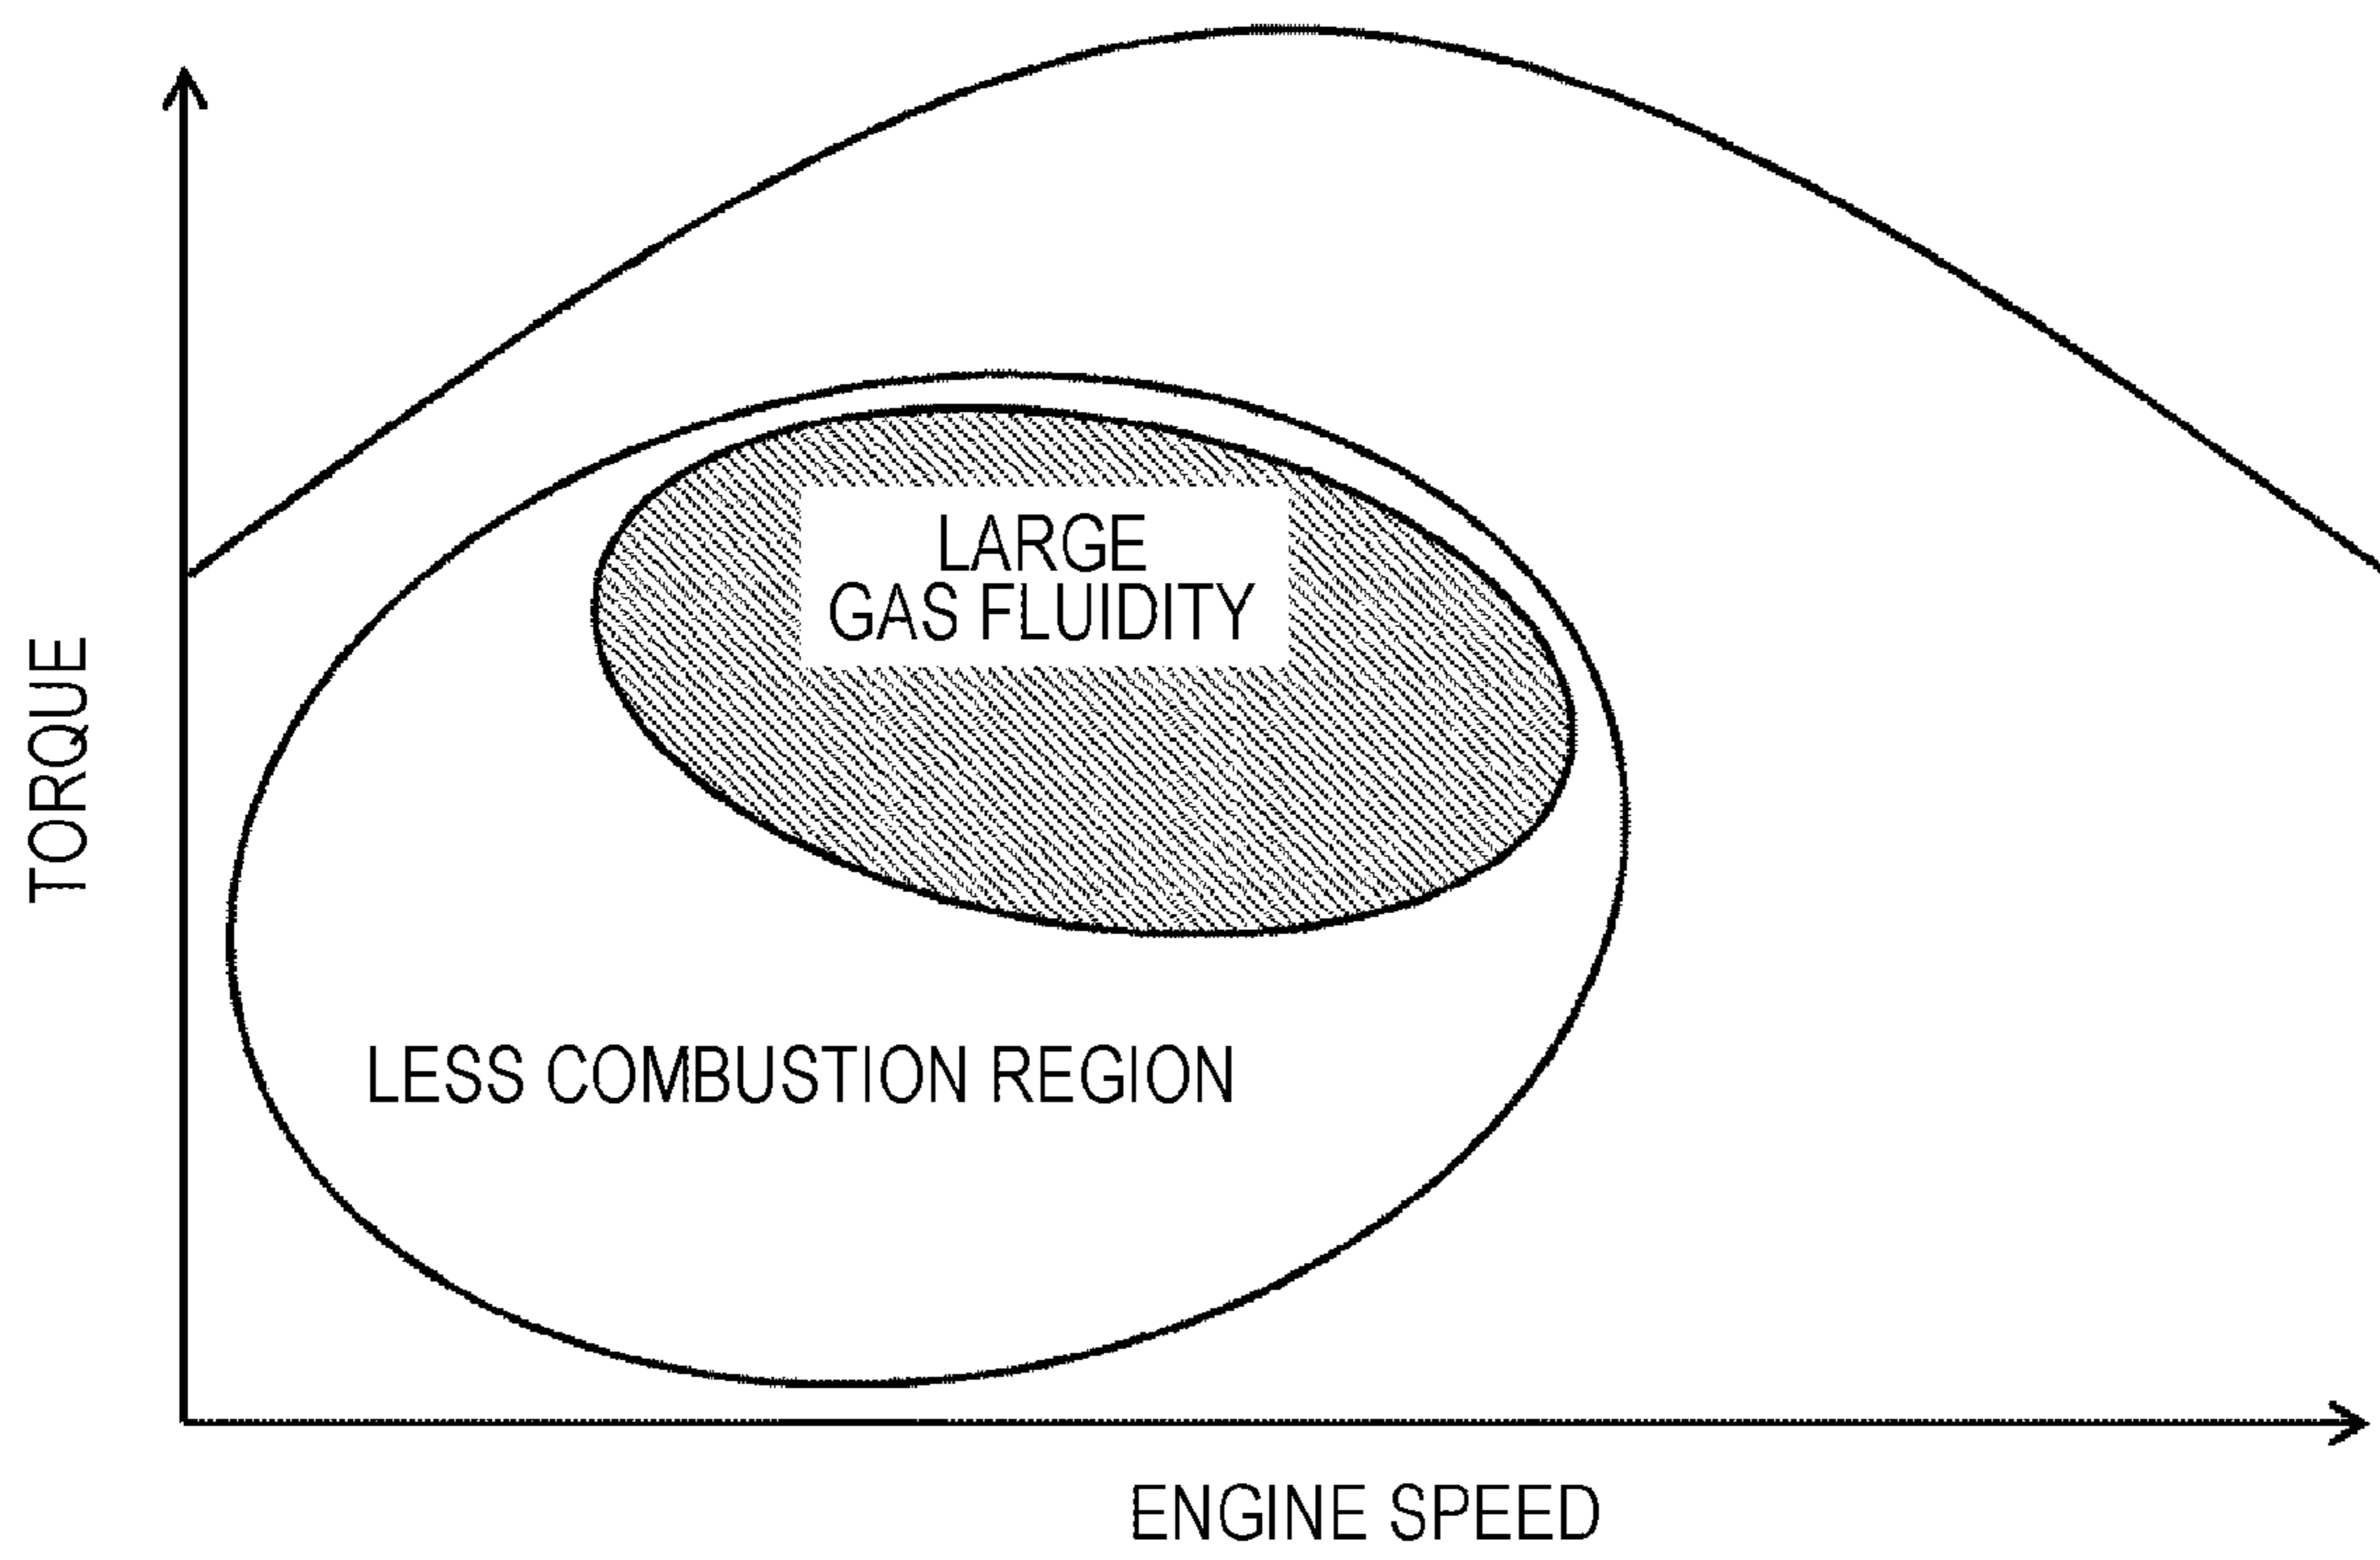 TORQUE
LARGE
GAS FLUIDITY
LESS COMBUSTION REGION
ENGINE SPEED